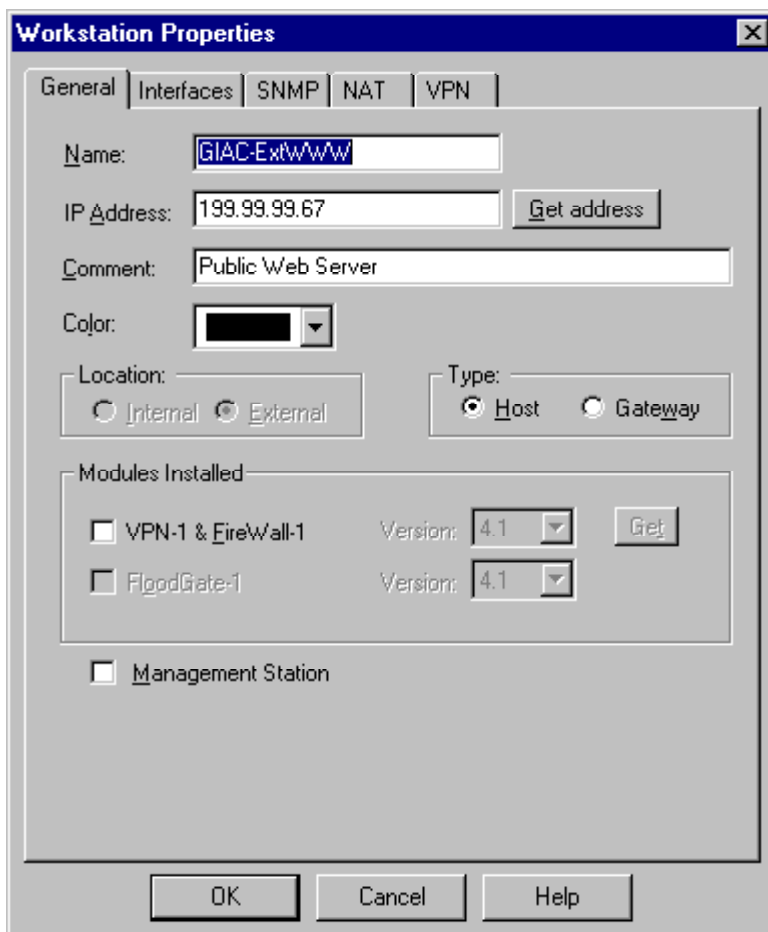 Workstation Properties
General Interfaces SNMP NAT VPN
Name: GIAC-ExtWWW
IP Address: 199.99.99.67 Get address
Comment: Public Web Server
Color:
Location: Type:
Internal External Host Gateway
Modules Installed
VPN-1 & FireWall-1 Version: 4.1 Get
FloodGate-1 Version: 4.1
Management Station
OK Cancel Help